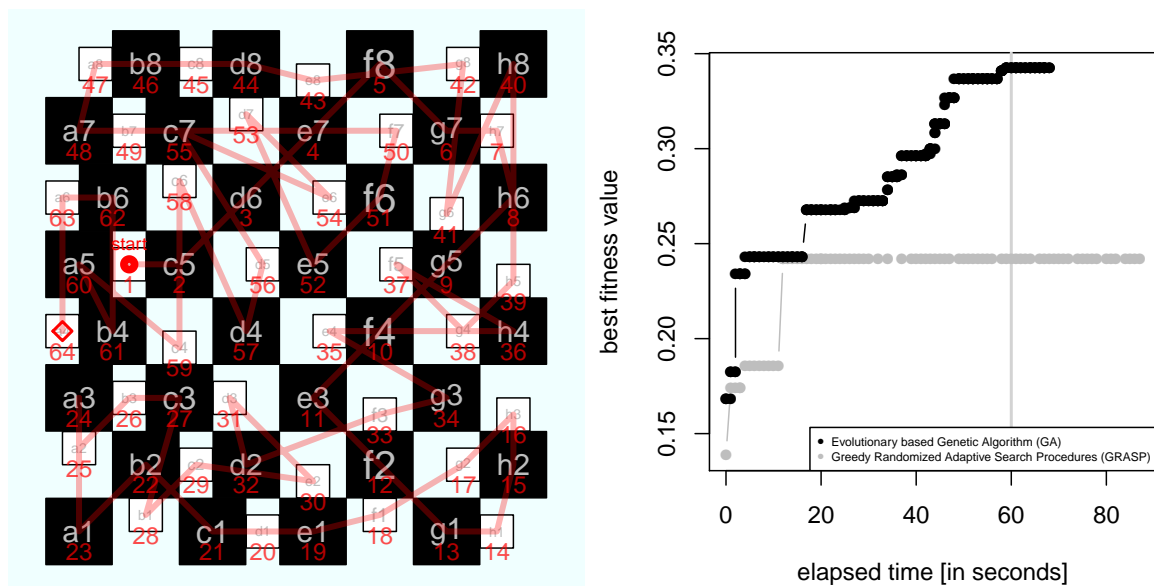 a8 b8 c8 d8 e8 f8 g8 h8
47 46 45 44 43 5 42 40
a7 b7 c7 d7 e7 f7 g7 h7
48 49 55 53 4 50 6 7
a6 b6 c6 d6 e6 f6 g6 h6
63 62 58 3 54 51 41 8
start
a5 c5 d5 e5 f5 g5 h5
60 1 2 56 52 37 9 39
b4 c4 d4 e4 f4 g4 h4
64 61 59 57 35 10 38 36
a3 b3 c3 d3 e3 f3 g3 h3
24 26 27 31 11 33 34 16
a2 b2 c2 d2 e2 f2 g2 h2
25 22 29 32 30 12 17 15
a1 b1 c1 d1 e1 f1 g1 h1
23 28 21 20 19 18 13 14
best fitness value
0.35
0.30
0.25
0.20
0.15
Evolutionary based Genetic Algorithm (GA)
Greedy Randomized Adaptive Search Procedures (GRASP)
0 20 40 60 80
elapsed time [in seconds]